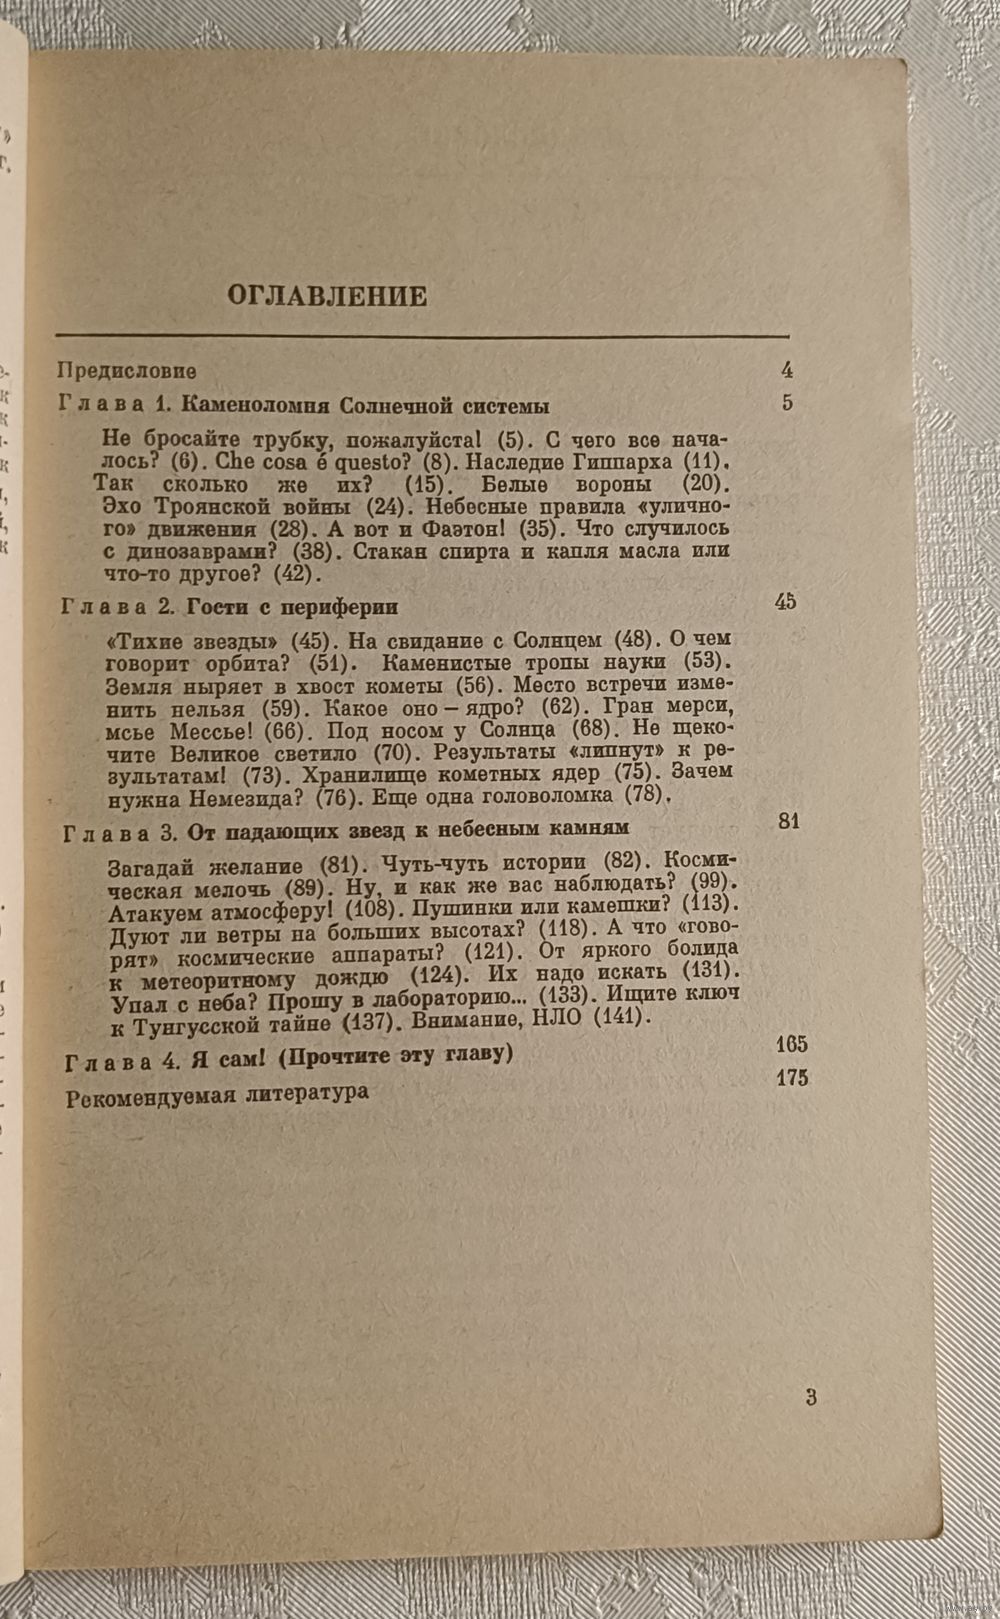 ОГЛАВЛЕНИЕ
Предисловие 4
Глава 1. Каменоломня Солнечной системы 5
Не бросайте трубку, пожалуйста! (5). С чего все нача-
лось? (6). Che cosa é questo? (8). Наследие Гиппарха (11).
Так сколько же их? (15). Белые вороны (20).
Эхо Троянской войны (24). Небесные правила «улично-
го» движения (28). А вот и Фаэтон! (35). Что случилось
с динозаврами? (38). Стакан спирта и капля масла или
что-то другое? (42).
Глава 2. Гости с периферии 45
«Тихие звезды» (45). На свидание с Солнцем (48). О чем
говорит орбита? (51). Каменистые тропы науки (53).
Земля ныряет в хвост кометы (56). Место встречи изме-
нить нельзя (59). Какое оно — ядро? (62). Гран мерси,
мсье Мессье! (66). Под носом у Солнца (68). Не щеко-
чите Великое светило (70). Результаты «липнут» к ре-
зультатам! (73). Хранилище кометных ядер (75). Зачем
нужна Немезида? (76). Еще одна головоломка (78).
Глава 3. От падающих звезд к небесным камням 81
Загадай желание (81). Чуть-чуть истории (82). Косми-
ческая мелочь (89). Ну, и как же вас наблюдать? (99).
Атакуем атмосферу! (108). Пушинки или камешки? (113).
Дуют ли ветры на больших высотах? (118). А что «гово-
рят» космические аппараты? (121). От яркого болида
к метеоритному дождю (124). Их надо искать (131).
Упал с неба? Прошу в лабораторию... (133). Ищите ключ
к Тунгусской тайне (137). Внимание, НЛО (141).
Глава 4. Я сам! (Прочтите эту главу) 165
Рекомендуемая литература 175
3